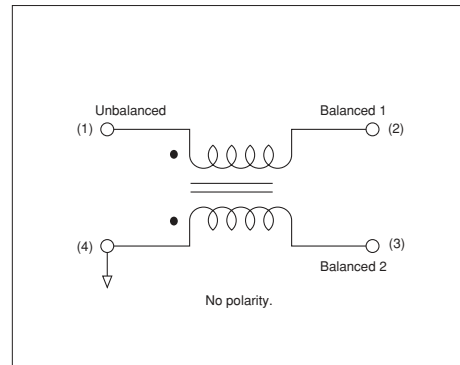 Unbalanced Balanced 1
(1) (2)
(4) (3)
Balanced 2
No polarity.